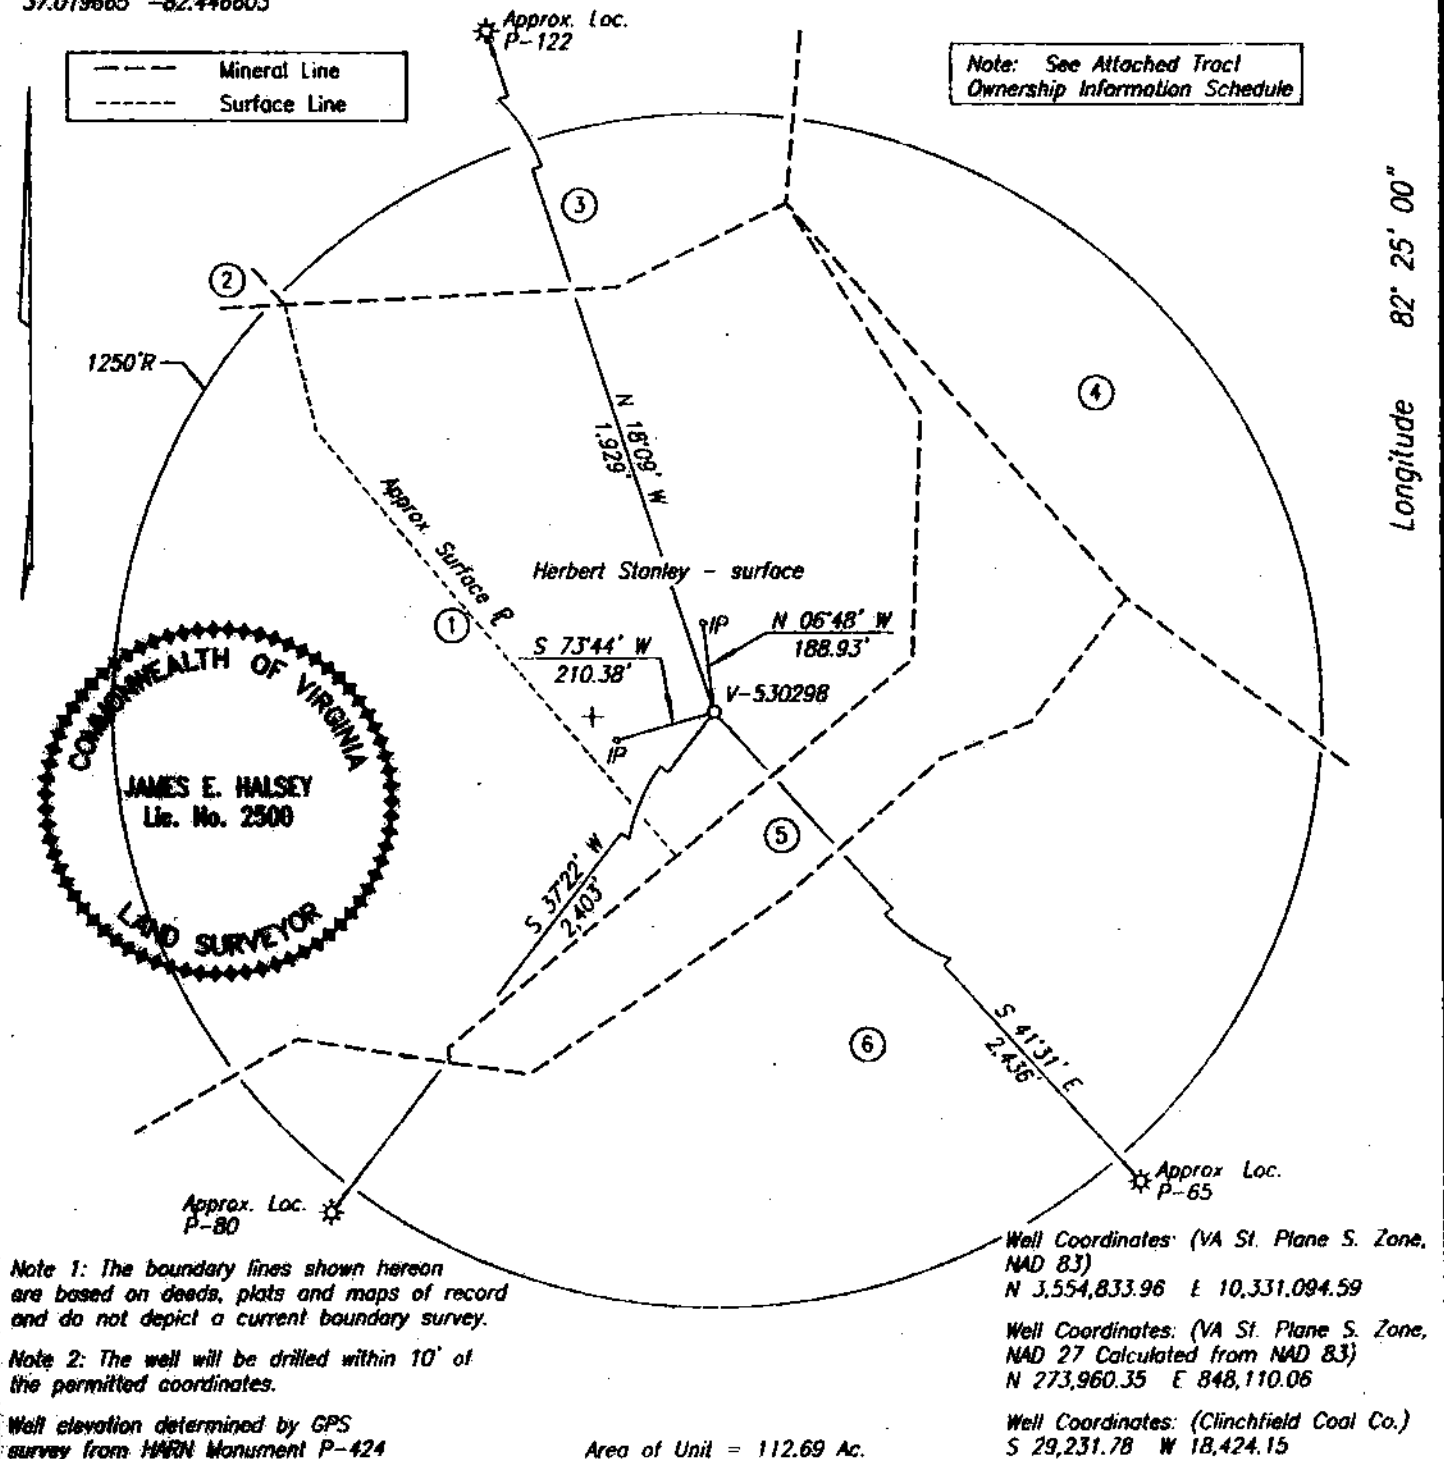 37.019665 -82.446603
Approx. Loc.
P-122
Mineral Line
Surface Line
Note: See Attached Tract
Ownership Information Schedule
3
2
1250'R
4
Longitude 82° 25' 00"
N 18°09' W
1,929'
Approx. Surface ⅊
Herbert Stanley - surface
1
IP
N 06°48' W
188.93'
S 73°44' W
210.38'
V-530298
IP
COMMONWEALTH OF VIRGINIA
JAMES E. HALSEY
Lic. No. 2500
LAND SURVEYOR
5
S 37°22' W
2,403'
6
S 41°31' E
2,436'
Approx. Loc.
P-80
Approx Loc.
P-65
Note 1: The boundary lines shown hereon
are based on deeds, plats and maps of record
and do not depict a current boundary survey.
Note 2: The well will be drilled within 10' of
the permitted coordinates.
Well elevation determined by GPS
survey from HARN Monument P-424
Area of Unit = 112.69 Ac.
Well Coordinates: (VA St. Plane S. Zone,
NAD 83)
N 3,554,833.96 E 10,331,094.59
Well Coordinates: (VA St. Plane S. Zone,
NAD 27 Calculated from NAD 83)
N 273,960.35 E 848,110.06
Well Coordinates: (Clinchfield Coal Co.)
S 29,231.78 W 18,424.15